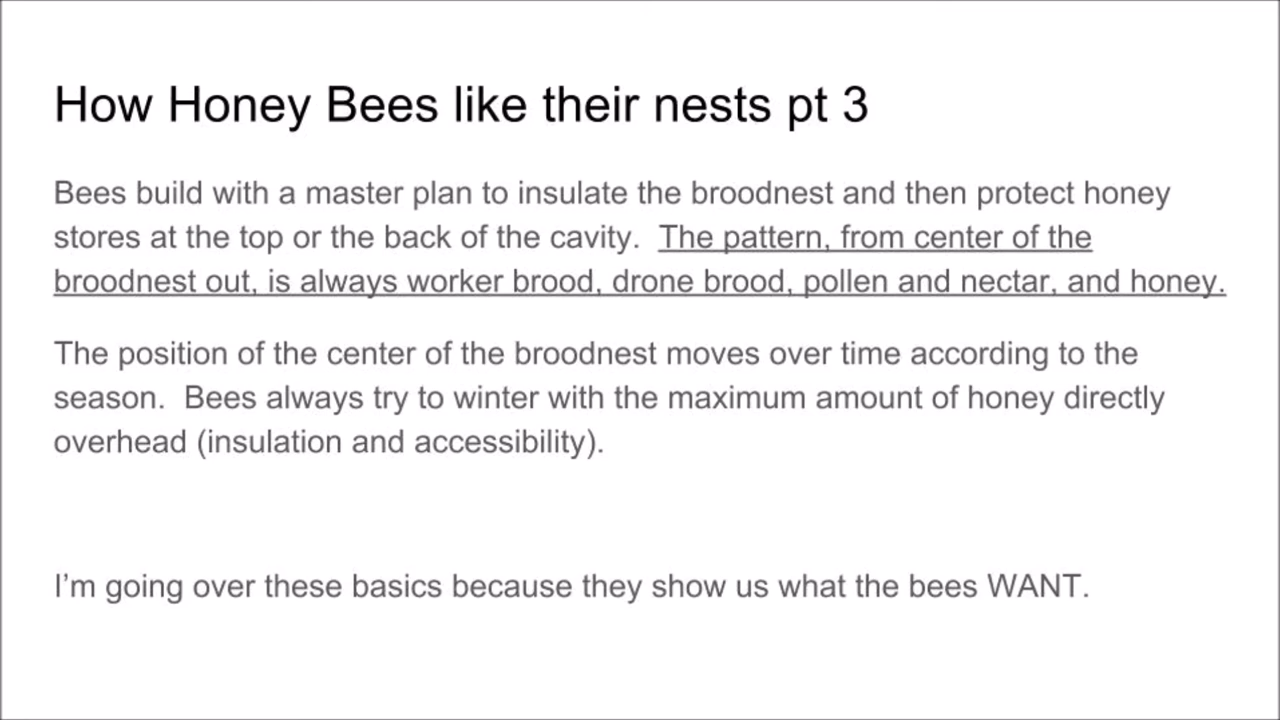 How Honey Bees like their nests pt 3
Bees build with a master plan to insulate the broodnest and then protect honey
stores at the top or the back of the cavity.  The pattern, from center of the
broodnest out, is always worker brood, drone brood, pollen and nectar, and honey.
The position of the center of the broodnest moves over time according to the
season.  Bees always try to winter with the maximum amount of honey directly
overhead (insulation and accessibility).
I’m going over these basics because they show us what the bees WANT.